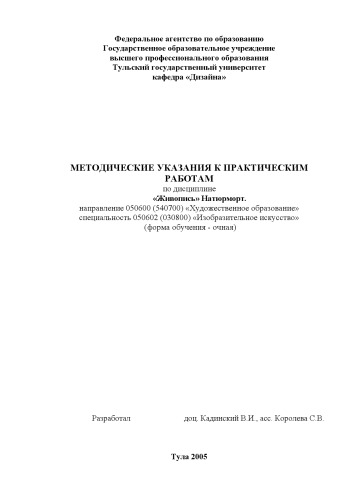 Федеральное агентство по образованию
Государственное образовательное учреждение
высшего профессионального образования
Тульский государственный университет
кафедра «Дизайна»
МЕТОДИЧЕСКИЕ УКАЗАНИЯ К ПРАКТИЧЕСКИМ
РАБОТАМ
по дисциплине
«Живопись» Натюрморт.
направление 050600 (540700) «Художественное образование»
специальность 050602 (030800) «Изобразительное искусство»
(форма обучения - очная)
Разработал доц. Кадинский В.И., асс. Королева С.В.
Тула 2005